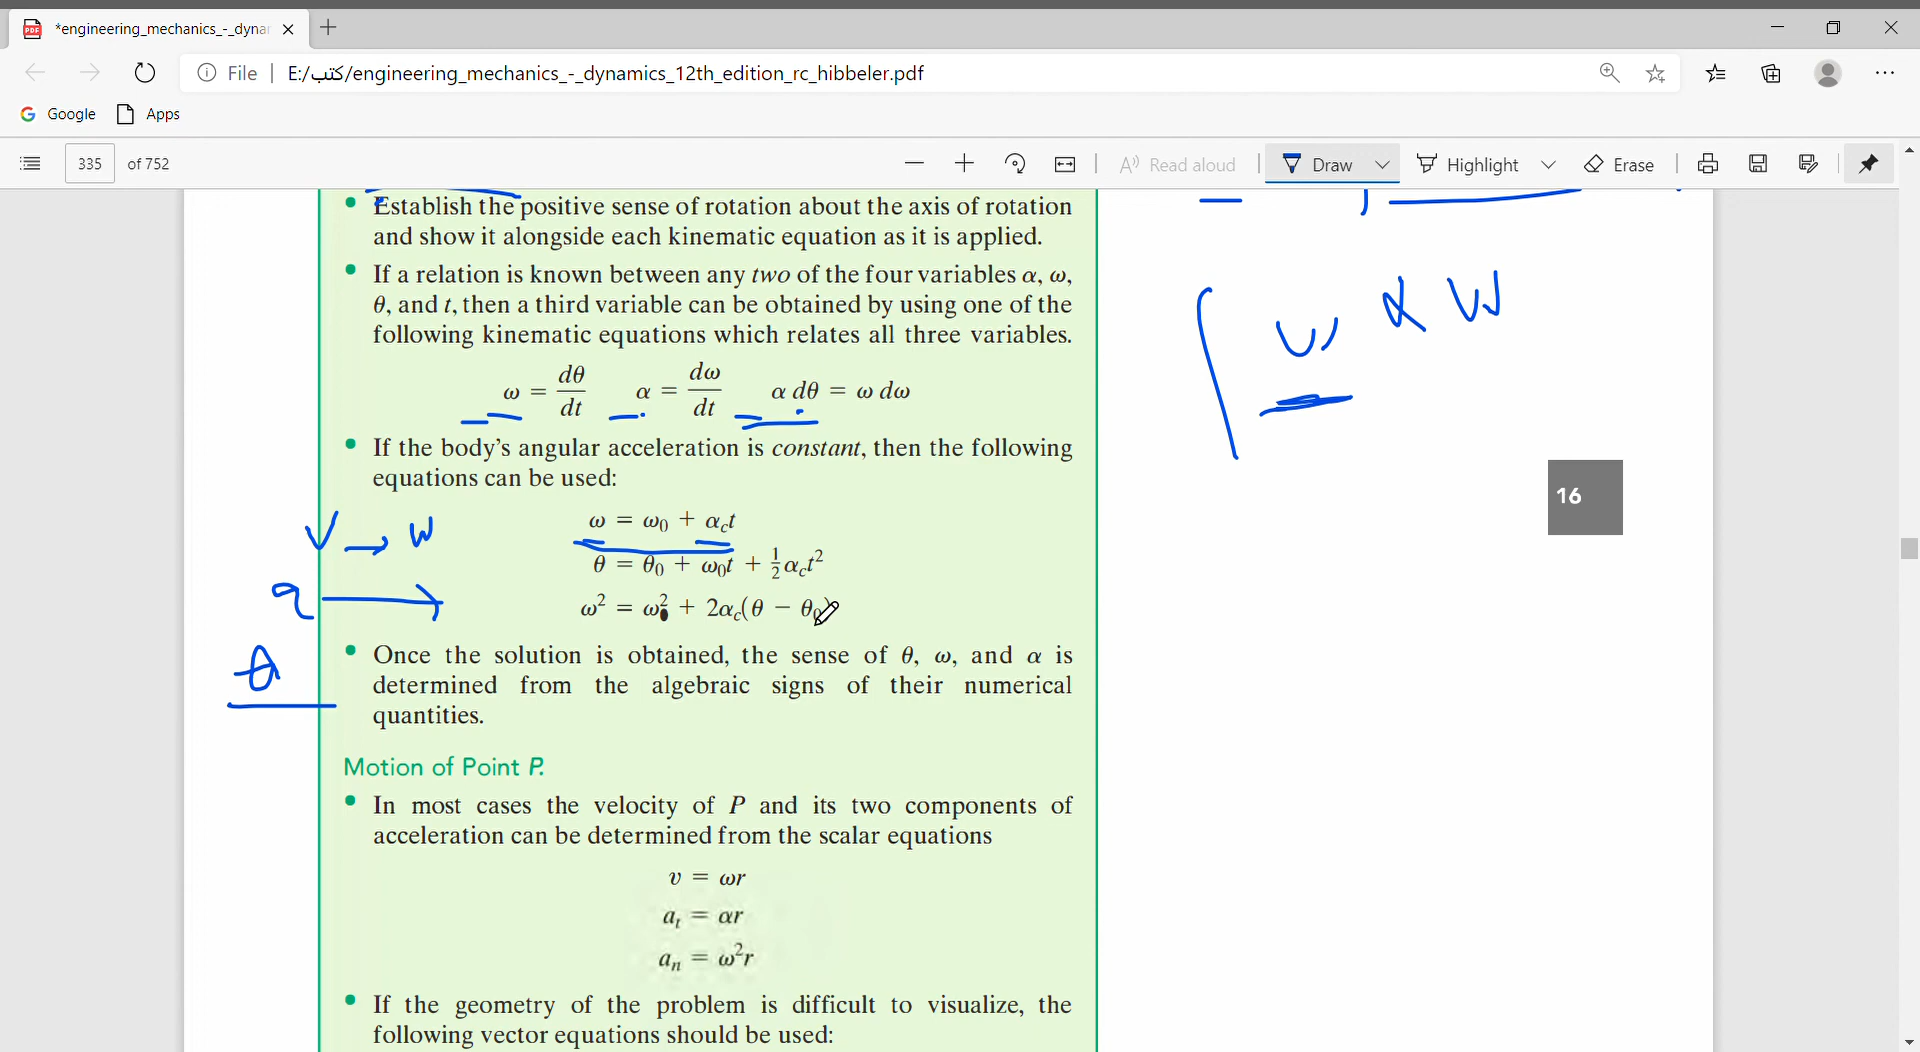 *engineering_mechanics_-_dynar
File | E:/كتب/engineering_mechanics_-_dynamics_12th_edition_rc_hibbeler.pdf
Google Apps
335 of 752 Read aloud Draw Highlight Erase
• Establish the positive sense of rotation about the axis of rotation
and show it alongside each kinematic equation as it is applied.
• If a relation is known between any two of the four variables α, ω,
θ, and t, then a third variable can be obtained by using one of the
following kinematic equations which relates all three variables.
ω = dθ/dt α = dω/dt α dθ = ω dω
• If the body's angular acceleration is constant, then the following
equations can be used:
ω = ω₀ + α_c t
θ = θ₀ + ω₀t + ½α_c t²
ω² = ω₀² + 2α_c(θ − θ₀)
V → w
a →
θ
• Once the solution is obtained, the sense of θ, ω, and α is
determined from the algebraic signs of their numerical
quantities.
Motion of Point P.
• In most cases the velocity of P and its two components of
acceleration can be determined from the scalar equations
v = ωr
a_t = αr
a_n = ω²r
• If the geometry of the problem is difficult to visualize, the
following vector equations should be used:
α w
16